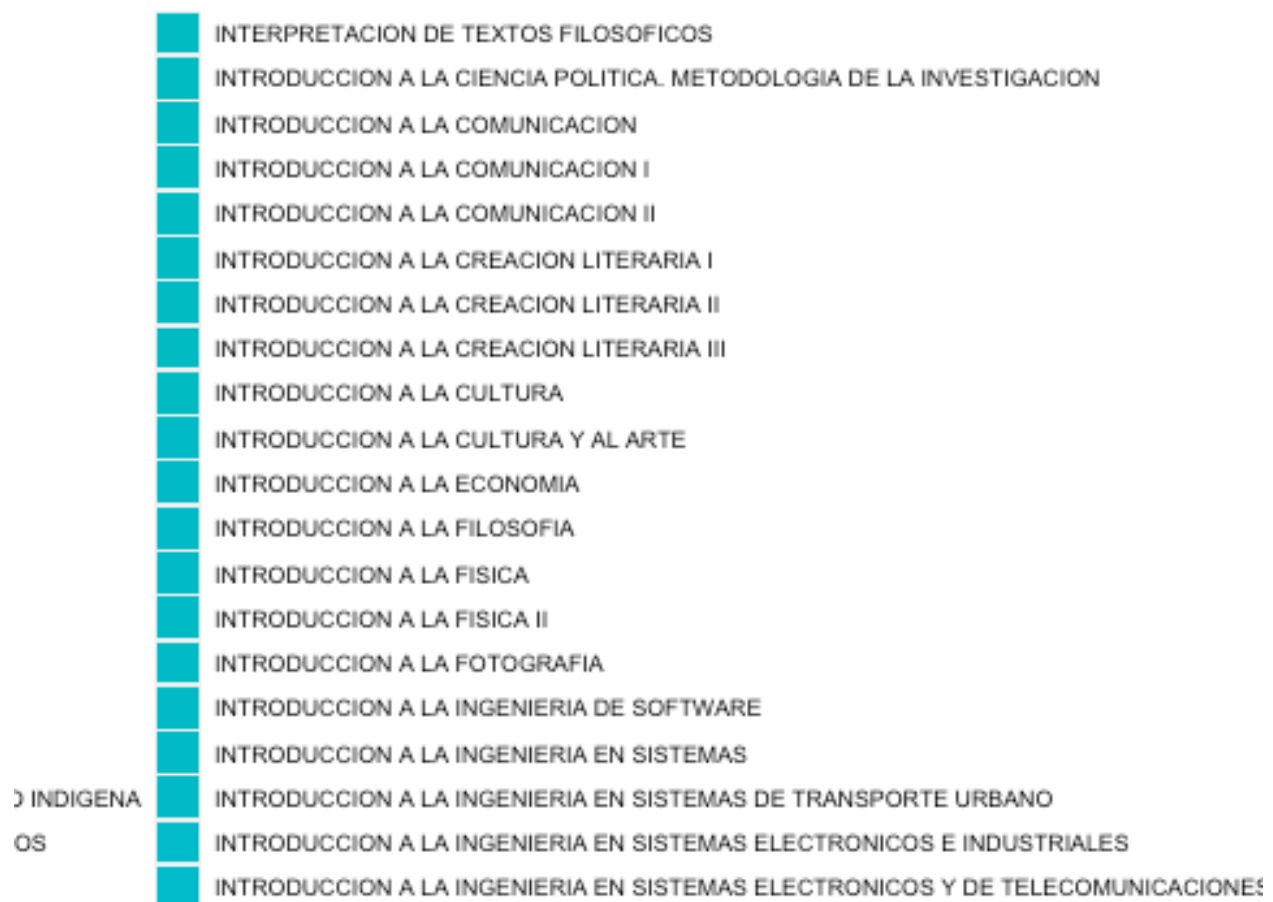 INTERPRETACION DE TEXTOS FILOSOFICOS
INTRODUCCION A LA CIENCIA POLITICA. METODOLOGIA DE LA INVESTIGACION
INTRODUCCION A LA COMUNICACION
INTRODUCCION A LA COMUNICACION I
INTRODUCCION A LA COMUNICACION II
INTRODUCCION A LA CREACION LITERARIA I
INTRODUCCION A LA CREACION LITERARIA II
INTRODUCCION A LA CREACION LITERARIA III
INTRODUCCION A LA CULTURA
INTRODUCCION A LA CULTURA Y AL ARTE
INTRODUCCION A LA ECONOMIA
INTRODUCCION A LA FILOSOFIA
INTRODUCCION A LA FISICA
INTRODUCCION A LA FISICA II
INTRODUCCION A LA FOTOGRAFIA
INTRODUCCION A LA INGENIERIA DE SOFTWARE
INTRODUCCION A LA INGENIERIA EN SISTEMAS
INDIGENA INTRODUCCION A LA INGENIERIA EN SISTEMAS DE TRANSPORTE URBANO
OS INTRODUCCION A LA INGENIERIA EN SISTEMAS ELECTRONICOS E INDUSTRIALES
INTRODUCCION A LA INGENIERIA EN SISTEMAS ELECTRONICOS Y DE TELECOMUNICACIONES